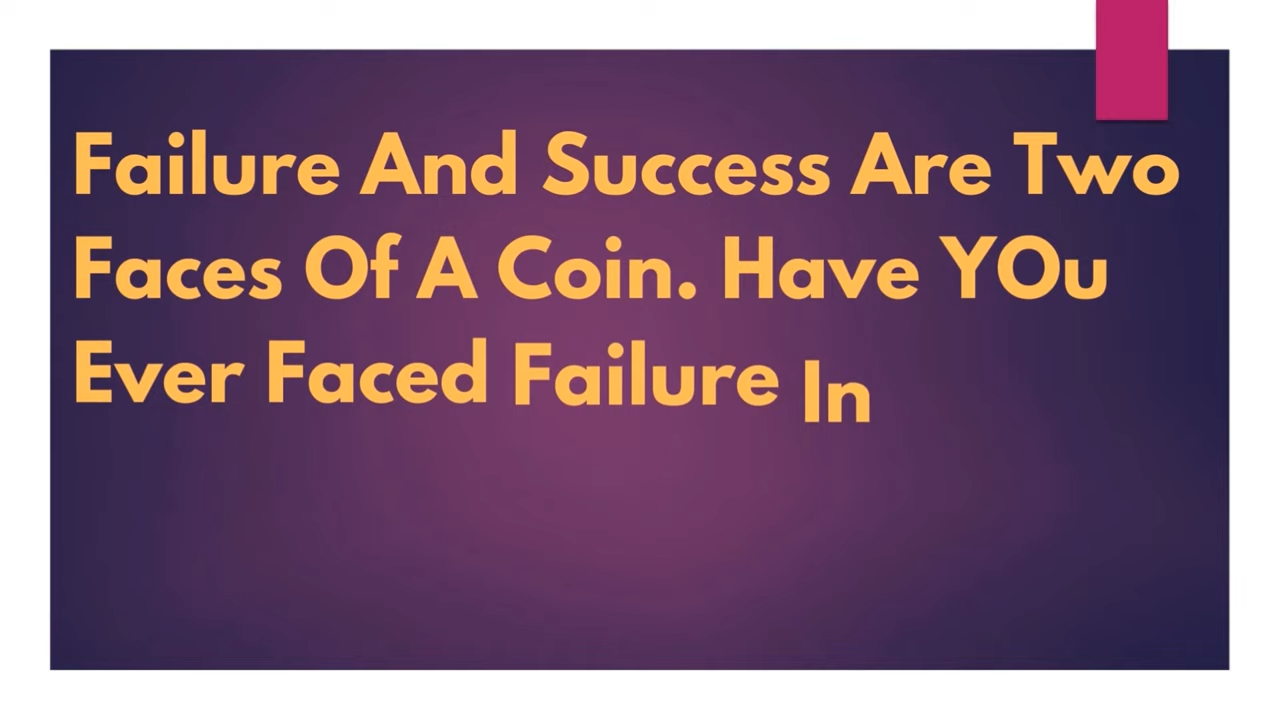 Failure And Success Are Two
Faces Of A Coin. Have YOu
Ever Faced Failure In